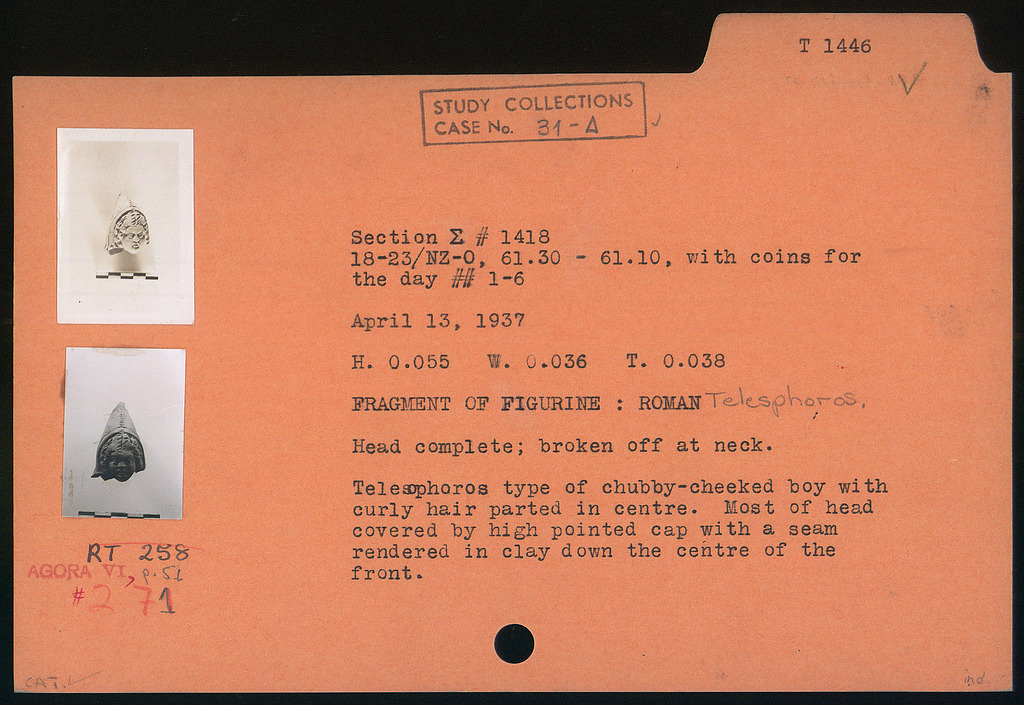 T 1446
STUDY COLLECTIONS
CASE No. 31-A
Section Σ # 1418
18-23/NZ-O, 61.30 - 61.10, with coins for
the day ## 1-6
April 13, 1937
H. 0.055 W. 0.036 T. 0.038
FRAGMENT OF FIGURINE : ROMAN Telesphoros.
Head complete; broken off at neck.
Telesophoros type of chubby-cheeked boy with
curly hair parted in centre. Most of head
covered by high pointed cap with a seam
rendered in clay down the centre of the
front.
RT 258
AGORA VI, p. 51
# 271
CAT.
ind.